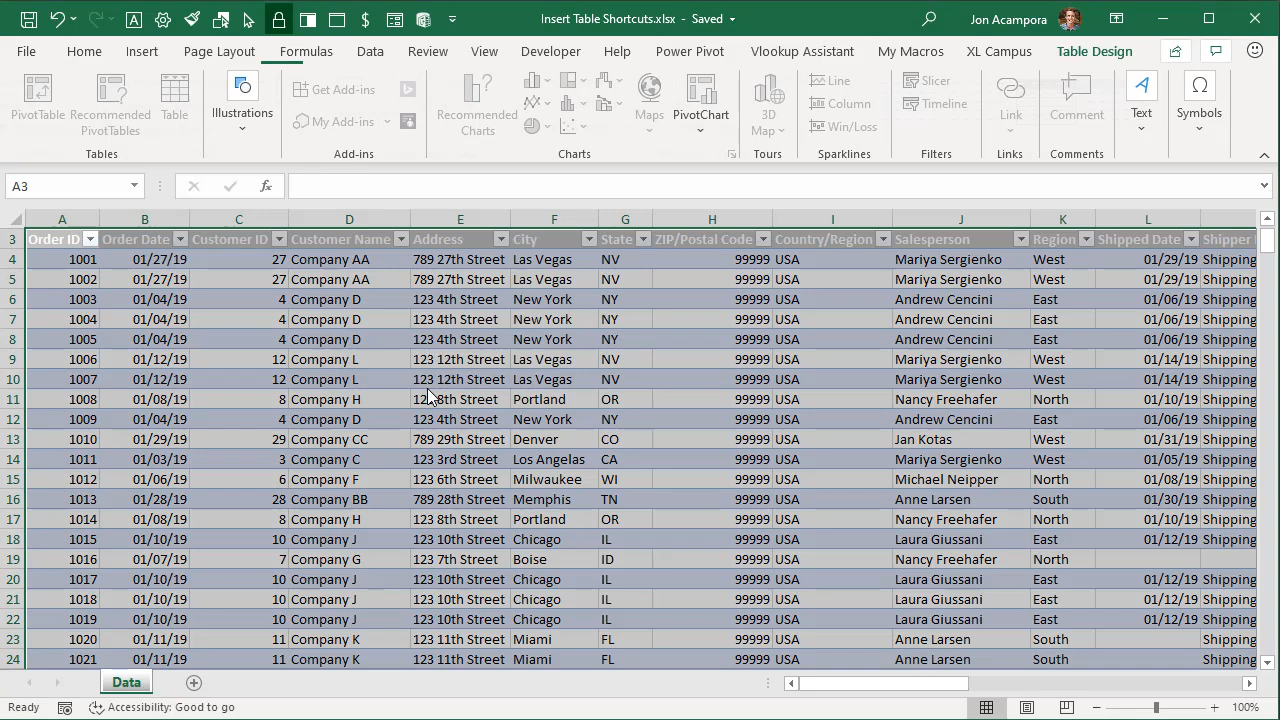 Insert Table Shortcuts.xlsx - Saved
Jon Acampora
File Home Insert Draw Page Layout Formulas Data Review View Developer Help Power Pivot Vlookup Assistant My Macros XL Campus Table Design
PivotTable
Recommended
PivotTables
Table
Tables
Illustrations
Get Add-ins
My Add-ins
Add-ins
Recommended
Charts
Maps
PivotChart
Charts
3D
Map
Tours
Line
Column
Win/Loss
Sparklines
Slicer
Timeline
Filters
Link
Links
Comment
Comments
Text
Symbols
A3
fx
A B C D E F G H I J K L
3 Order ID Order Date Customer ID Customer Name Address City State ZIP/Postal Code Country/Region Salesperson Region Shipped Date Shipper
4 1001 01/27/19 27 Company AA 789 27th Street Las Vegas NV 99999 USA Mariya Sergienko West 01/29/19 Shipping
5 1002 01/27/19 27 Company AA 789 27th Street Las Vegas NV 99999 USA Mariya Sergienko West 01/29/19 Shipping
6 1003 01/04/19 4 Company D 123 4th Street New York NY 99999 USA Andrew Cencini East 01/06/19 Shipping
7 1004 01/04/19 4 Company D 123 4th Street New York NY 99999 USA Andrew Cencini East 01/06/19 Shipping
8 1005 01/04/19 4 Company D 123 4th Street New York NY 99999 USA Andrew Cencini East 01/06/19 Shipping
9 1006 01/12/19 12 Company L 123 12th Street Las Vegas NV 99999 USA Mariya Sergienko West 01/14/19 Shipping
10 1007 01/12/19 12 Company L 123 12th Street Las Vegas NV 99999 USA Mariya Sergienko West 01/14/19 Shipping
11 1008 01/08/19 8 Company H 8th Street Portland OR 99999 USA Nancy Freehafer North 01/10/19 Shipping
12 1009 01/04/19 4 Company D 123 4th Street New York NY 99999 USA Andrew Cencini East 01/06/19 Shipping
13 1010 01/29/19 29 Company CC 789 29th Street Denver CO 99999 USA Jan Kotas West 01/31/19 Shipping
14 1011 01/03/19 3 Company C 123 3rd Street Los Angelas CA 99999 USA Mariya Sergienko West 01/05/19 Shipping
15 1012 01/06/19 6 Company F 123 6th Street Milwaukee WI 99999 USA Michael Neipper North 01/08/19 Shipping
16 1013 01/28/19 28 Company BB 789 28th Street Memphis TN 99999 USA Anne Larsen South 01/30/19 Shipping
17 1014 01/08/19 8 Company H 123 8th Street Portland OR 99999 USA Nancy Freehafer North 01/10/19 Shipping
18 1015 01/10/19 10 Company J 123 10th Street Chicago IL 99999 USA Laura Giussani East 01/12/19 Shipping
19 1016 01/07/19 7 Company G 123 7th Street Boise ID 99999 USA Nancy Freehafer North
20 1017 01/10/19 10 Company J 123 10th Street Chicago IL 99999 USA Laura Giussani East 01/12/19 Shipping
21 1018 01/10/19 10 Company J 123 10th Street Chicago IL 99999 USA Laura Giussani East 01/12/19 Shipping
22 1019 01/10/19 10 Company J 123 10th Street Chicago IL 99999 USA Laura Giussani East 01/12/19 Shipping
23 1020 01/11/19 11 Company K 123 11th Street Miami FL 99999 USA Anne Larsen South Shipping
24 1021 01/11/19 11 Company K 123 11th Street Miami FL 99999 USA Anne Larsen South Shipping
Data
Ready Accessibility: Good to go 100%